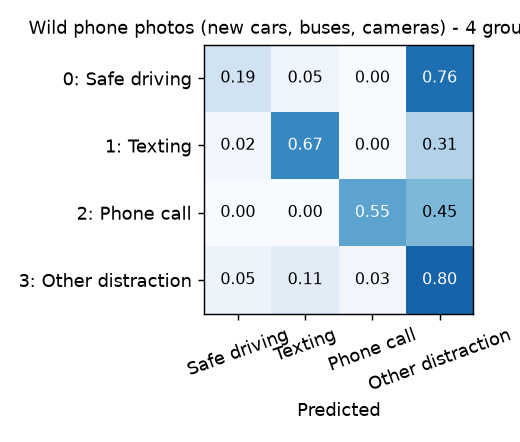 Wild phone photos (new cars, buses, cameras) - 4 grou
0: Safe driving 0.19 0.05 0.00 0.76
1: Texting 0.02 0.67 0.00 0.31
2: Phone call 0.00 0.00 0.55 0.45
3: Other distraction 0.05 0.11 0.03 0.80
Safe driving Texting Phone call Other distraction
Predicted